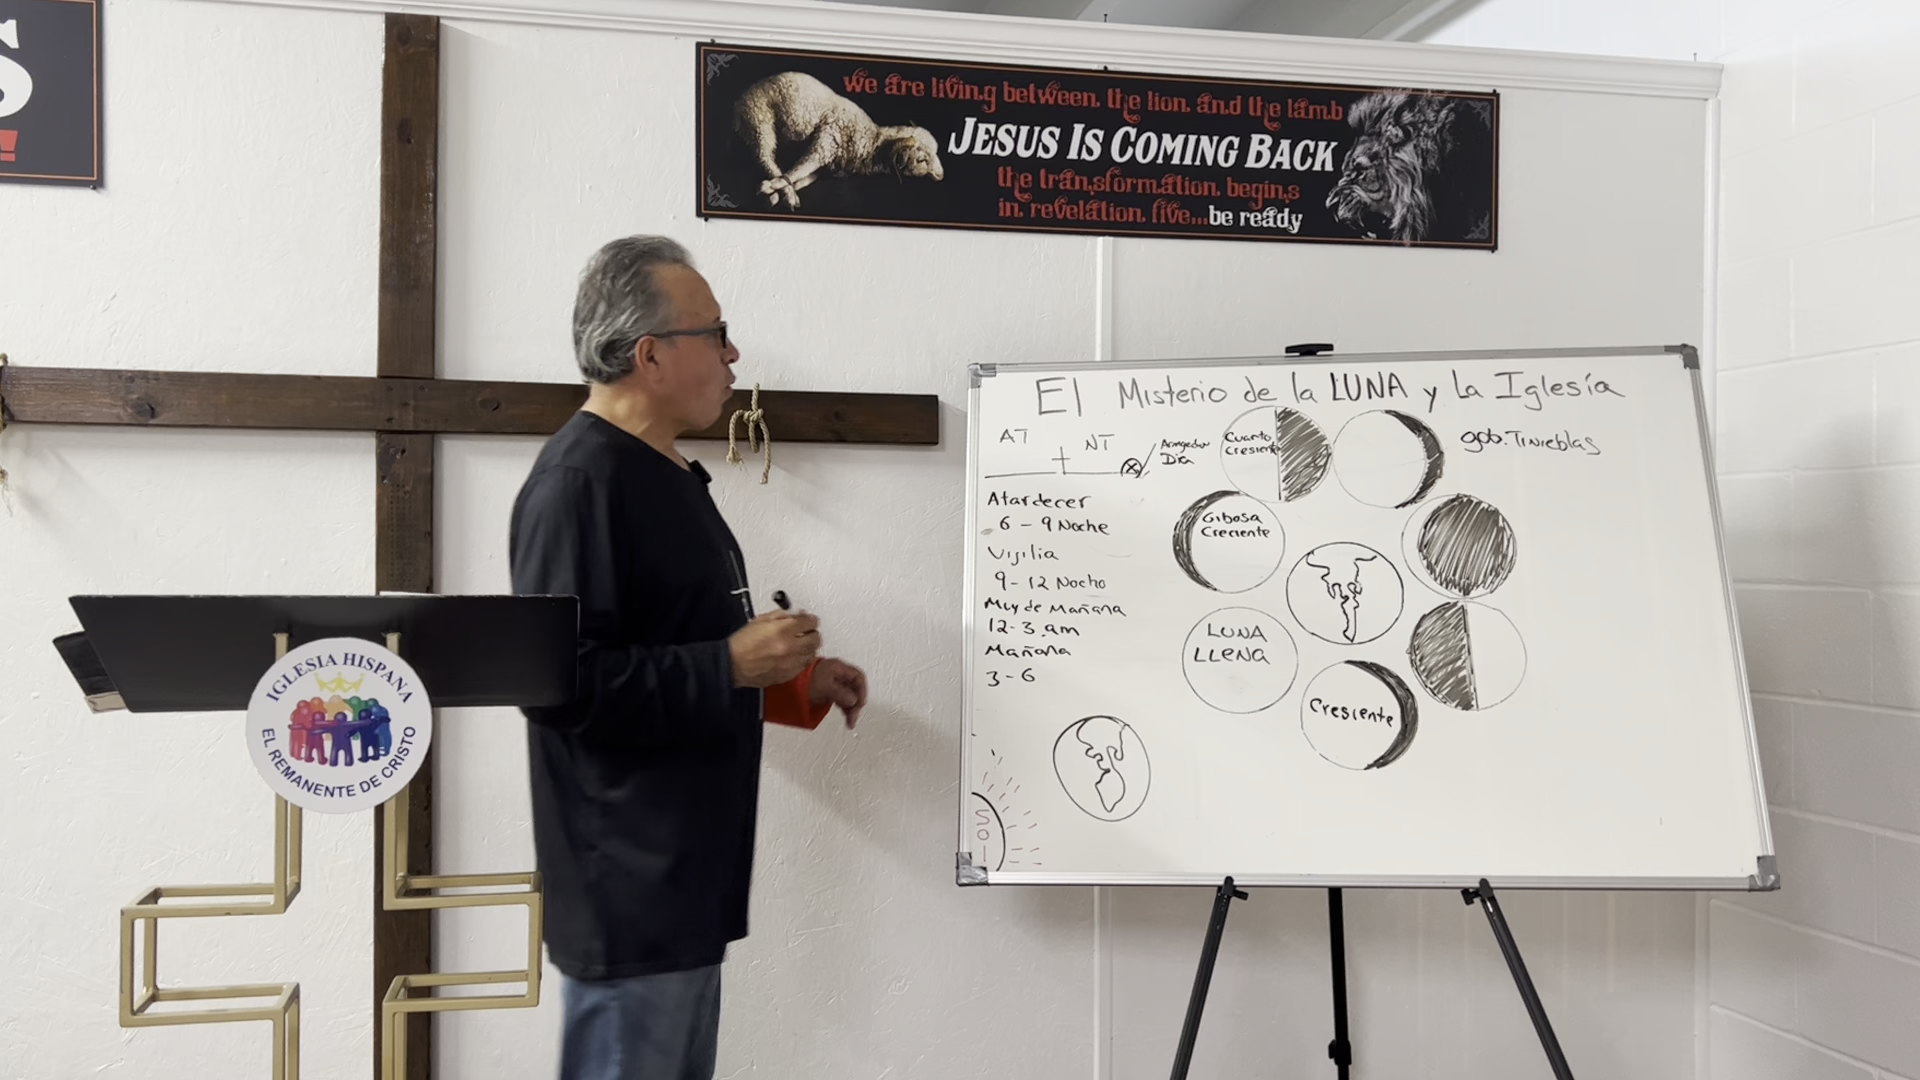 S
!
we are living between the lion and the lamb
JESUS IS COMING BACK
the transformation begins
in revelation five...be ready
El Misterio de la LUNA y La Iglesia
AT
NT
Dia
Cuarto
Cresiente
gob. Tinieblas
Atardecer
6 - 9 Noche
Vijilia
9 - 12 Noche
Muy de Mañana
12-3 am
Mañana
3-6
Gibosa
Creciente
LUNA
LLENA
Cresiente
SOl
IGLESIA HISPANA
EL REMANENTE DE CRISTO